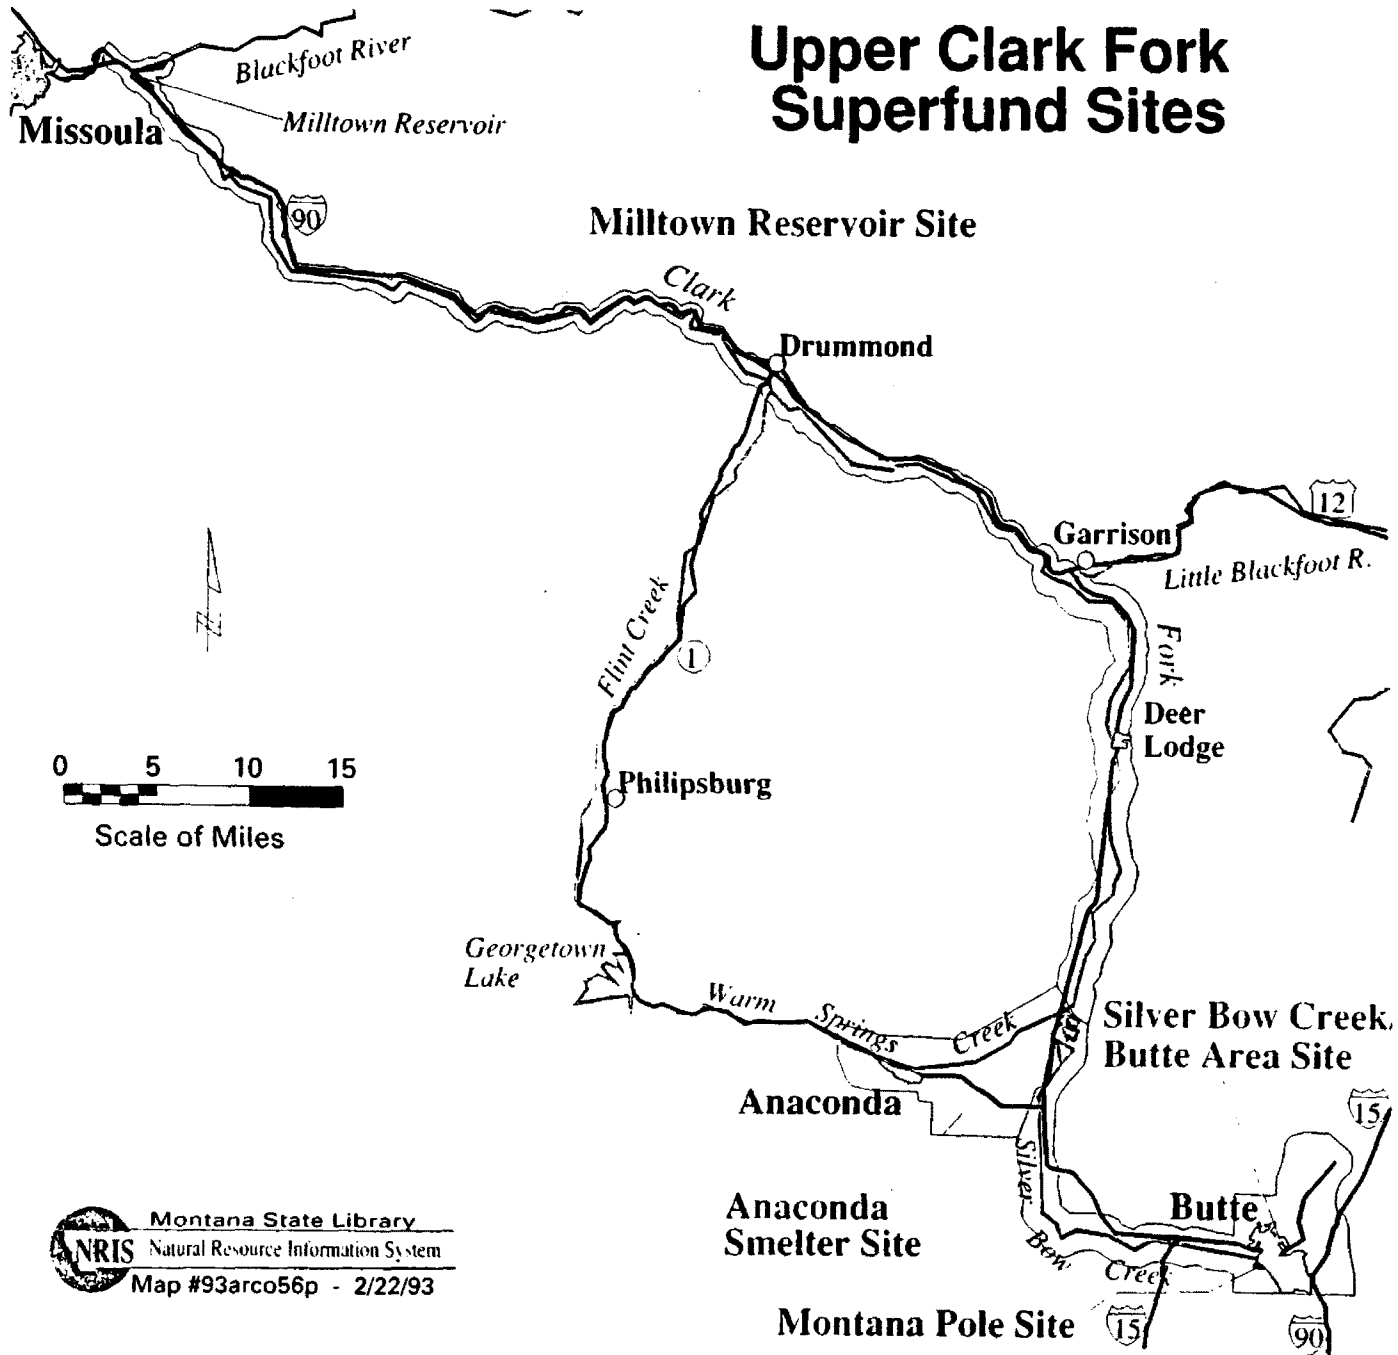 Upper Clark Fork
Superfund Sites
Blackfoot River
Milltown Reservoir
Missoula
90
Milltown Reservoir Site
Clark
Drummond
12
Garrison
Little Blackfoot R.
Flint Creek
1
Fork
Deer
Lodge
0 5 10 15
Scale of Miles
Philipsburg
Georgetown
Lake
Warm Springs Creek
Silver Bow Creek,
Butte Area Site
Anaconda
15
Silver Bow Creek
Butte
Anaconda
Smelter Site
Montana Pole Site
15
90
N
Montana State Library
NRIS Natural Resource Information System
Map #93arco56p - 2/22/93